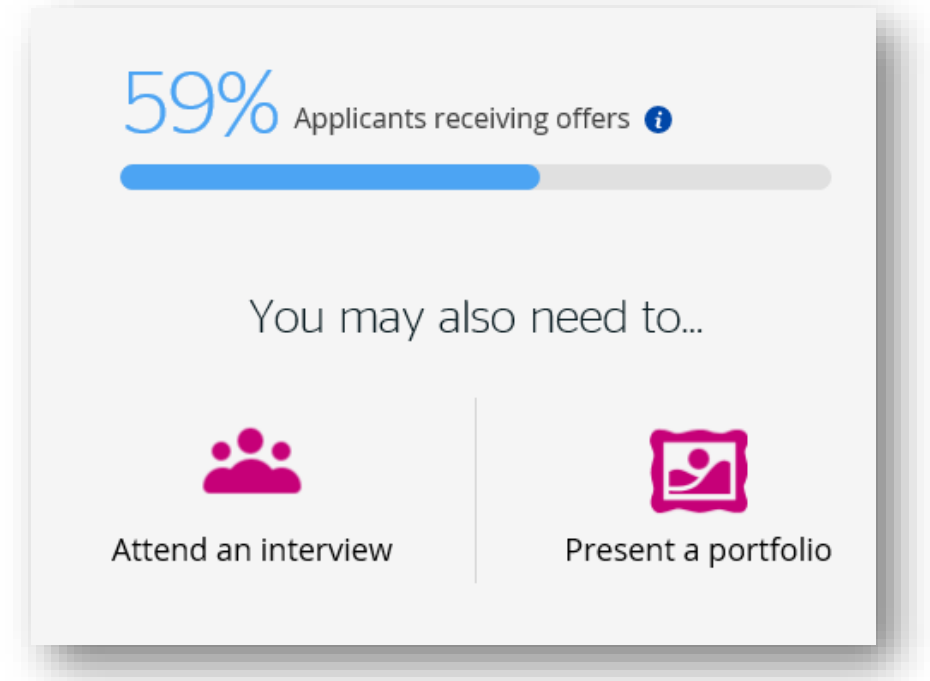 59% Applicants receiving offers i
You may also need to...
Attend an interview
Present a portfolio